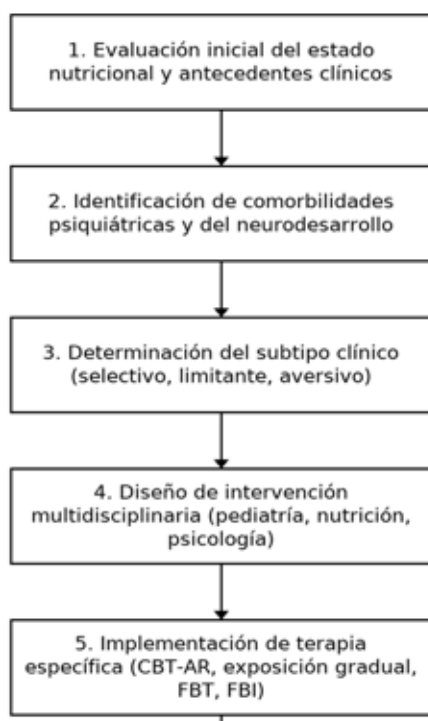 1. Evaluación inicial del estado
nutricional y antecedentes clínicos
2. Identificación de comorbilidades
psiquiátricas y del neurodesarrollo
3. Determinación del subtipo clínico
(selectivo, limitante, aversivo)
4. Diseño de intervención
multidisciplinaria (pediatría, nutrición,
psicología)
5. Implementación de terapia
específica (CBT-AR, exposición gradual,
FBT, FBI)